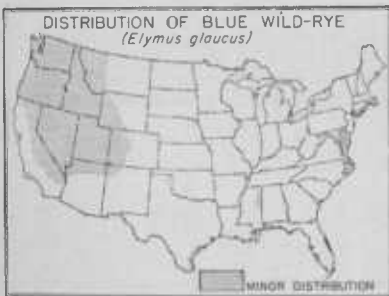 DISTRIBUTION OF BLUE WILD-RYE
(Elymus glaucus)
MINOR DISTRIBUTION